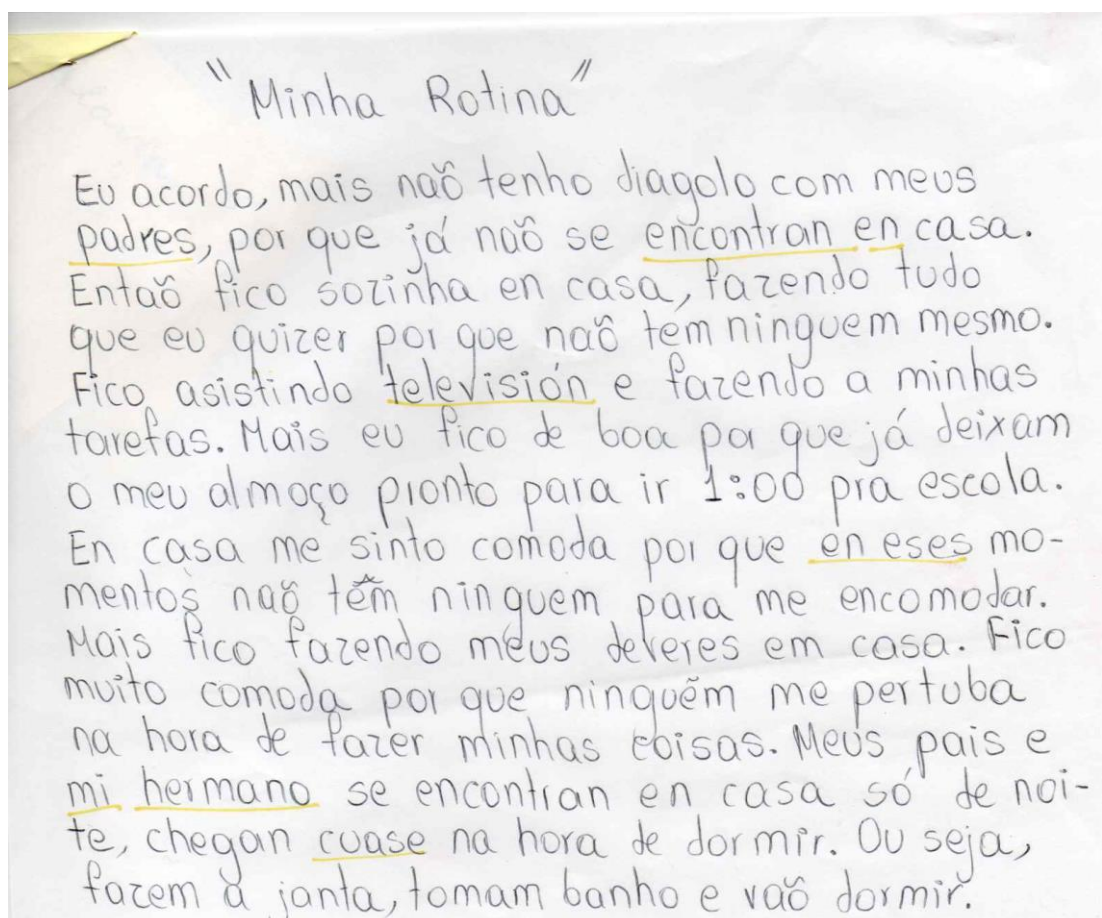 "Minha Rotina"
Eu acordo, mais não tenho diagolo com meus
padres, por que já não se encontran en casa.
Então fico sozinha en casa, fazendo tudo
que eu quizer por que não tem ninguem mesmo.
Fico asistindo televisión e fazendo a minhas
tarefas. Mais eu fico de boa por que já deixam
o meu almoço pronto para ir 1:00 pra escola.
En casa me sinto comoda por que en eses mo-
mentos não têm ninguem para me encomodar.
Mais fico fazendo meus deveres em casa. Fico
muito comoda por que ninguém me pertuba
na hora de fazer minhas coisas. Meus pais e
mi hermano se encontran en casa só de noi-
te, chegan cuase na hora de dormir. Ou seja,
fazem a janta, tomam banho e vão dormir.